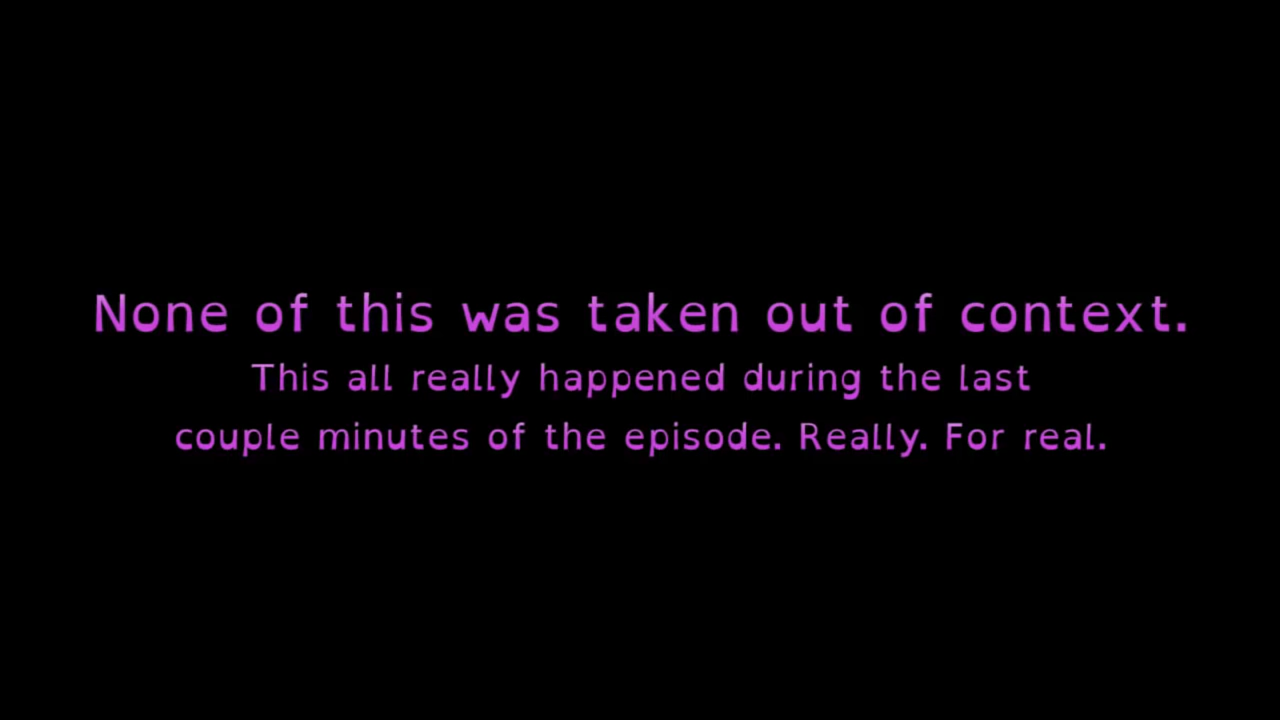 None of this was taken out of context.
This all really happened during the last
couple minutes of the episode. Really. For real.